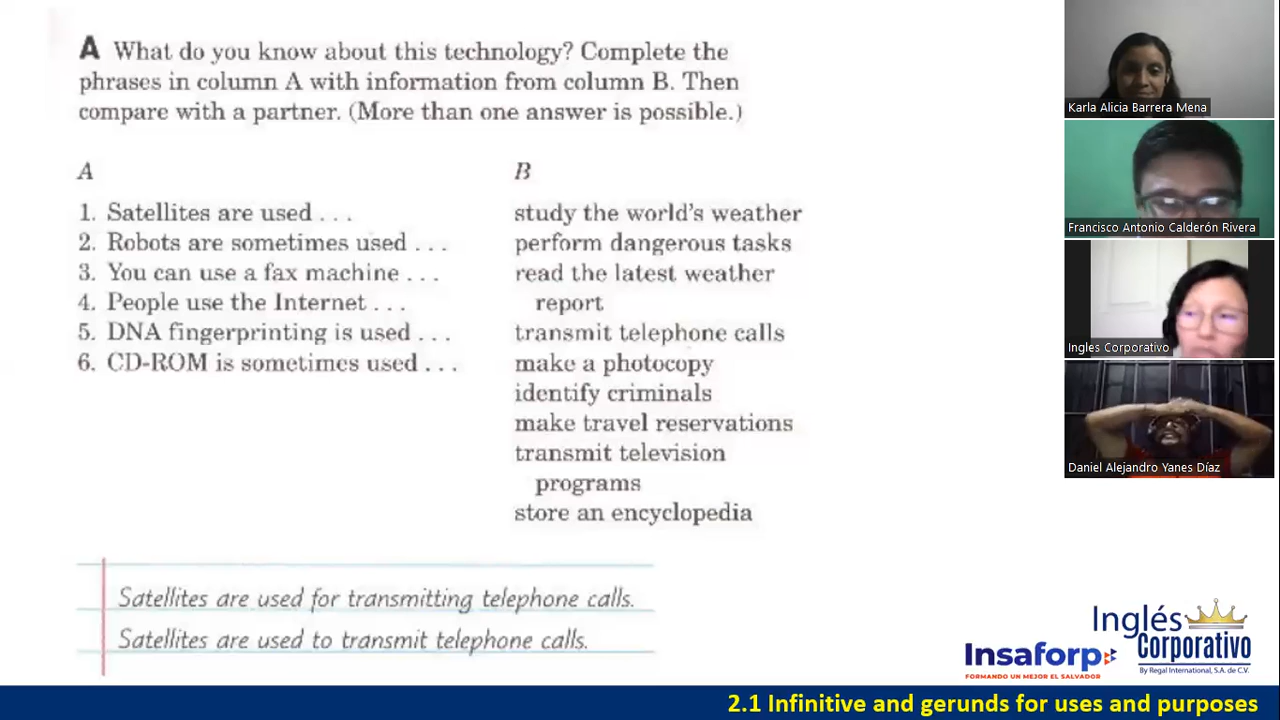 A What do you know about this technology? Complete the
phrases in column A with information from column B. Then
compare with a partner. (More than one answer is possible.)
A
1. Satellites are used . . .
2. Robots are sometimes used . . .
3. You can use a fax machine . . .
4. People use the Internet . . .
5. DNA fingerprinting is used . . .
6. CD-ROM is sometimes used . . .
B
study the world's weather
perform dangerous tasks
read the latest weather
report
transmit telephone calls
make a photocopy
identify criminals
make travel reservations
transmit television
programs
store an encyclopedia
Satellites are used for transmitting telephone calls.
Satellites are used to transmit telephone calls.
Karla Alicia Barrera Mena
Francisco Antonio Calderón Rivera
Ingles Corporativo
Daniel Alejandro Yanes Díaz
Insaforp
FORMANDO UN MEJOR EL SALVADOR
Inglés
Corporativo
By Regal International, S.A. de C.V.
2.1 Infinitive and gerunds for uses and purposes